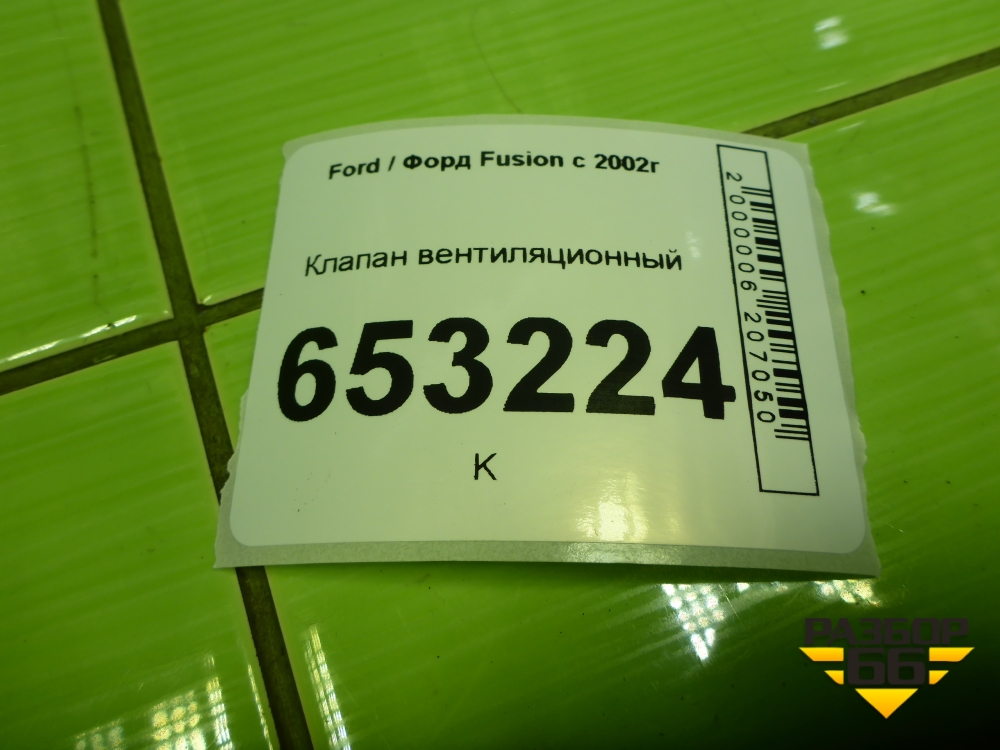 Ford / Форд Fusion с 2002г
Клапан вентиляционный
653224
К
2000006207050
РАЗБОР
66